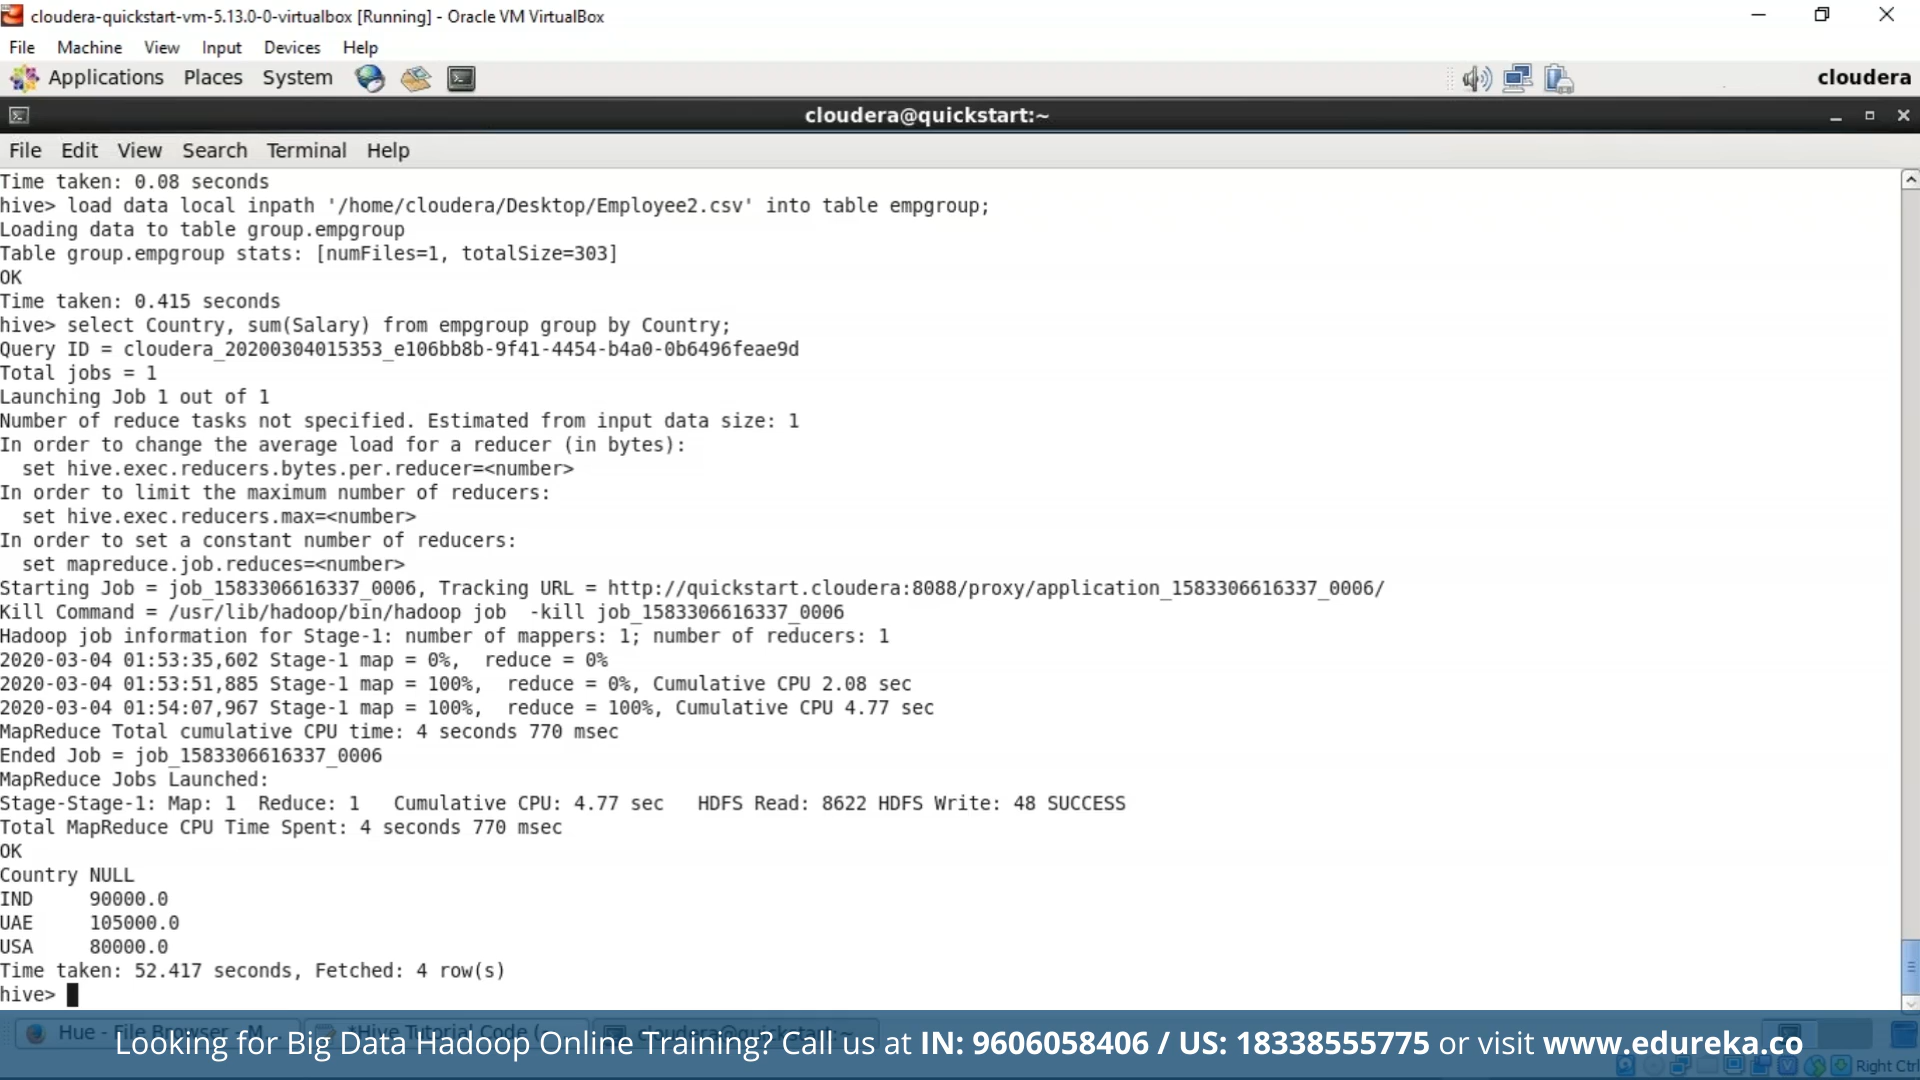 cloudera-quickstart-vm-5.13.0-0-virtualbox [Running] - Oracle VM VirtualBox
File Machine View Input Devices Help
Applications Places System cloudera
cloudera@quickstart:~
File Edit View Search Terminal Help
Time taken: 0.08 seconds
hive> load data local inpath '/home/cloudera/Desktop/Employee2.csv' into table empgroup;
Loading data to table group.empgroup
Table group.empgroup stats: [numFiles=1, totalSize=303]
OK
Time taken: 0.415 seconds
hive> select Country, sum(Salary) from empgroup group by Country;
Query ID = cloudera_20200304015353_e106bb8b-9f41-4454-b4a0-0b6496feae9d
Total jobs = 1
Launching Job 1 out of 1
Number of reduce tasks not specified. Estimated from input data size: 1
In order to change the average load for a reducer (in bytes):
  set hive.exec.reducers.bytes.per.reducer=<number>
In order to limit the maximum number of reducers:
  set hive.exec.reducers.max=<number>
In order to set a constant number of reducers:
  set mapreduce.job.reduces=<number>
Starting Job = job_1583306616337_0006, Tracking URL = http://quickstart.cloudera:8088/proxy/application_1583306616337_0006/
Kill Command = /usr/lib/hadoop/bin/hadoop job  -kill job_1583306616337_0006
Hadoop job information for Stage-1: number of mappers: 1; number of reducers: 1
2020-03-04 01:53:35,602 Stage-1 map = 0%,  reduce = 0%
2020-03-04 01:53:51,885 Stage-1 map = 100%,  reduce = 0%, Cumulative CPU 2.08 sec
2020-03-04 01:54:07,967 Stage-1 map = 100%,  reduce = 100%, Cumulative CPU 4.77 sec
MapReduce Total cumulative CPU time: 4 seconds 770 msec
Ended Job = job_1583306616337_0006
MapReduce Jobs Launched:
Stage-Stage-1: Map: 1  Reduce: 1   Cumulative CPU: 4.77 sec   HDFS Read: 8622 HDFS Write: 48 SUCCESS
Total MapReduce CPU Time Spent: 4 seconds 770 msec
OK
Country NULL
IND     90000.0
UAE     105000.0
USA     80000.0
Time taken: 52.417 seconds, Fetched: 4 row(s)
hive>
Hue - File Browser - M... *Hive Tutorial Code ( cloudera@quickstart:~
Looking for Big Data Hadoop Online Training? Call us at IN: 9606058406 / US: 18338555775 or visit www.edureka.co
Right Ctrl